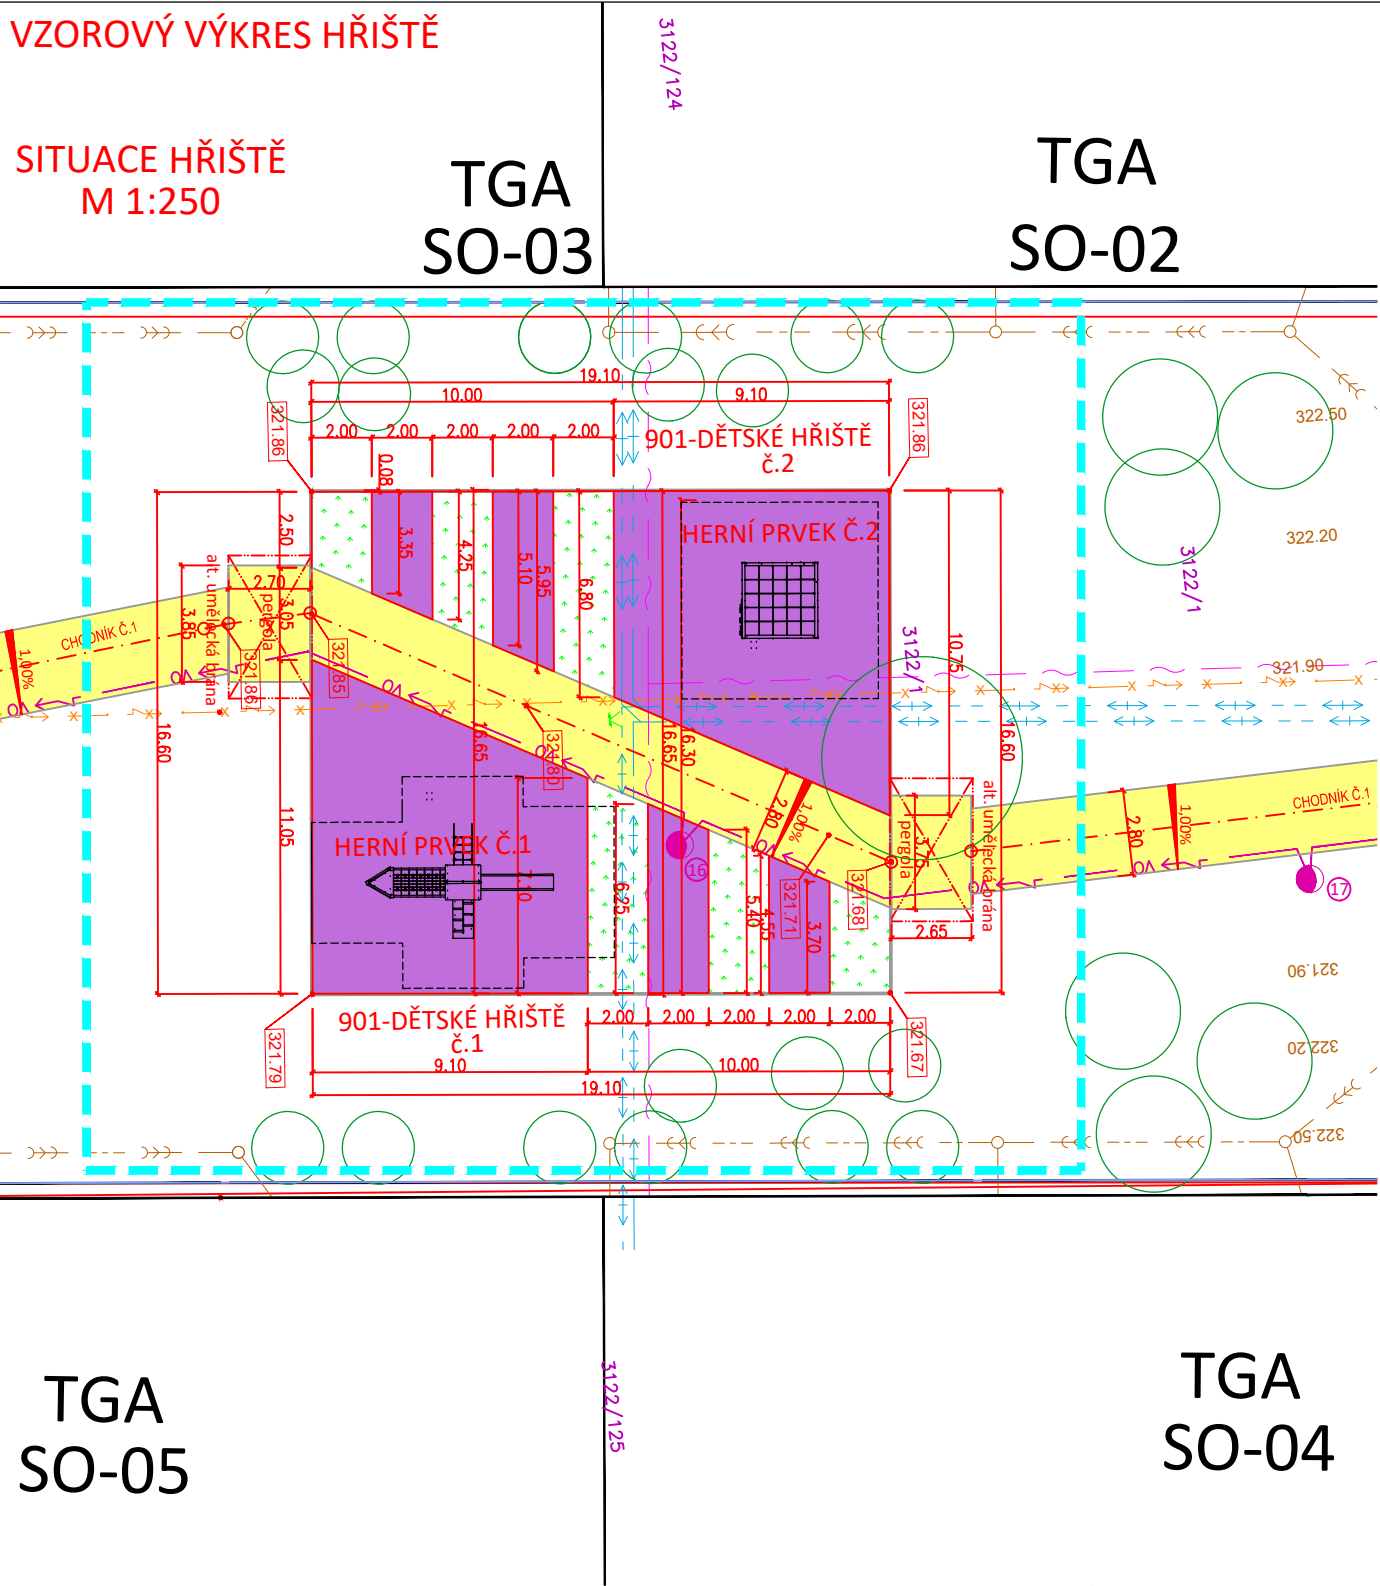 VZOROVÝ VÝKRES HŘIŠTĚ
3122/124
SITUACE HŘIŠTĚ
M 1:250
TGA
SO-03
TGA
SO-02
19.10
10.00
9.10
2.00
2.00
2.00
2.00
2.00
321.86
321.86
901-DĚTSKÉ HŘIŠTĚ
č.2
322.50
322.20
321.90
0.08
2.50
3.35
4.25
5.10
5.95
6.80
HERNÍ PRVEK Č.2
3122/1
3122/1
10.75
16.60
alt. umělecká brána
pergola
2.70
3.05
3.85
CHODNÍK Č.1
1,00%
321.86
321.85
16.60
11.05
16.65
321.80
16.65
16.30
2.80
1,00%
HERNÍ PRVEK Č.1
6.25
16
5.40
4.55
321.71
3.70
321.68
3.75
pergola
alt. umělecká brána
2.65
2.80
1,00%
CHODNÍK Č.1
17
321.90
322.20
322.50
901-DĚTSKÉ HŘIŠTĚ
č.1
2.00
2.00
2.00
2.00
2.00
321.79
321.67
9.10
10.00
19.10
3122/125
TGA
SO-05
TGA
SO-04